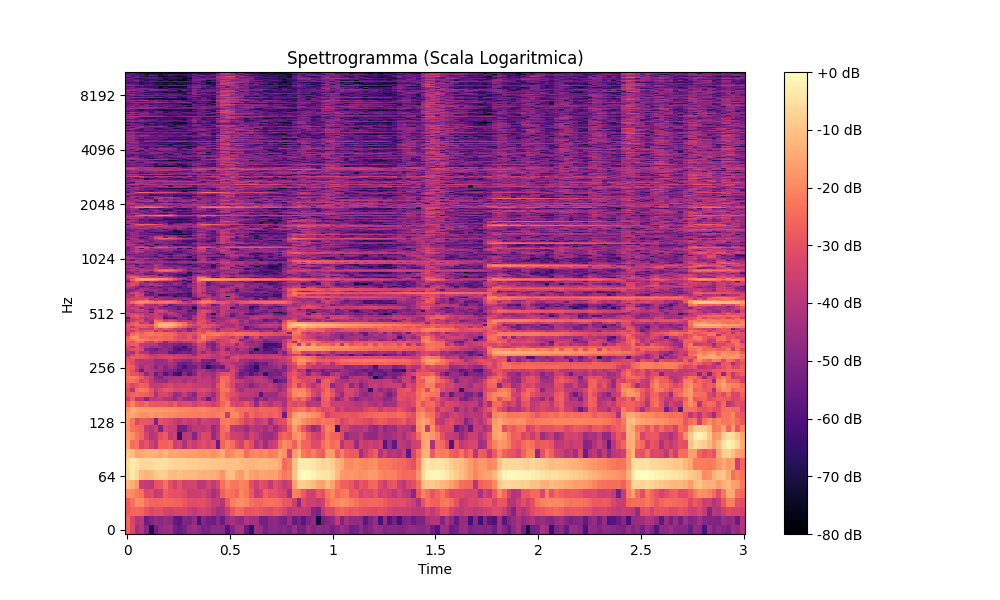 Spettrogramma (Scala Logaritmica)
Hz
8192
4096
2048
1024
512
256
128
64
0
0 0.5 1 1.5 2 2.5 3
Time
+0 dB
-10 dB
-20 dB
-30 dB
-40 dB
-50 dB
-60 dB
-70 dB
-80 dB